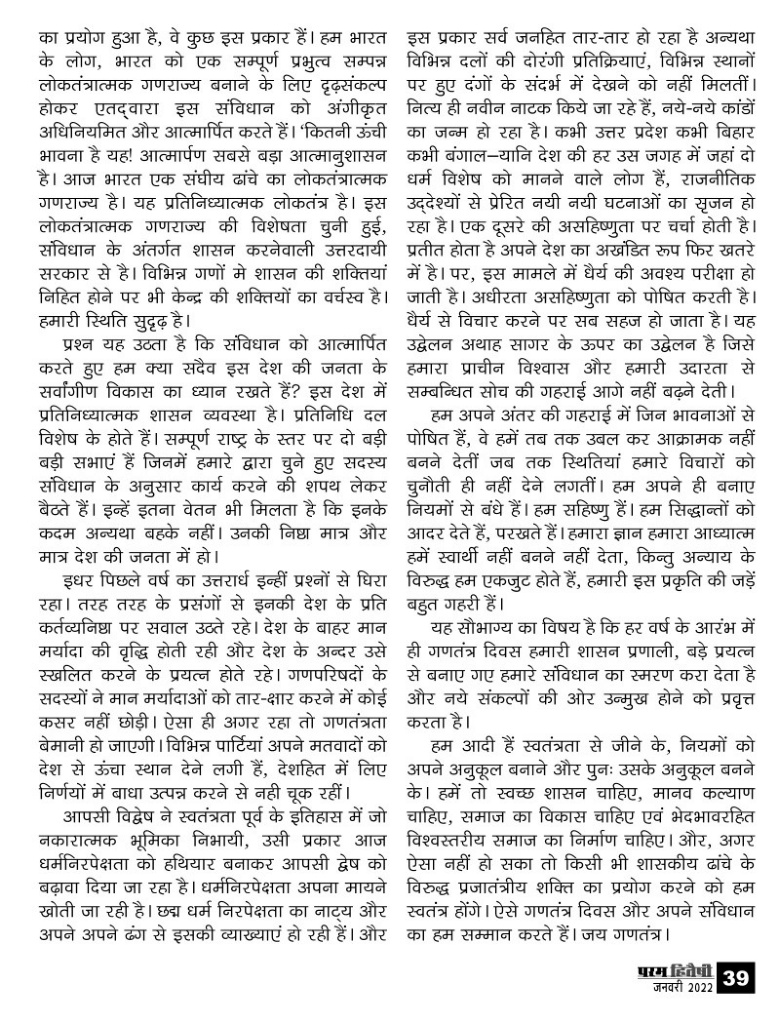 का प्रयोग हुआ है, वे कुछ इस प्रकार हैं। हम भारत
के लोग, भारत को एक सम्पूर्ण प्रभुत्व सम्पन्न
लोकतंत्रात्मक गणराज्य बनाने के लिए दृढ़संकल्प
होकर एतद्‌वारा इस संविधान को अंगीकृत
अधिनियमित और आत्मार्पित करते हैं। ‘कितनी ऊंची
भावना है यह! आत्मार्पण सबसे बड़ा आत्मानुशासन
है। आज भारत एक संघीय ढांचे का लोकतंत्रात्मक
गणराज्य है। यह प्रतिनिध्यात्मक लोकतंत्र है। इस
लोकतंत्रात्मक गणराज्य की विशेषता चुनी हुई,
संविधान के अंतर्गत शासन करनेवाली उत्तरदायी
सरकार से है। विभिन्न गणों मे शासन की शक्तियां
निहित होने पर भी केन्द्र की शक्तियों का वर्चस्व है।
हमारी स्थिति सुदृढ़ है।
प्रश्न यह उठता है कि संविधान को आत्मार्पित
करते हुए हम क्या सदैव इस देश की जनता के
सर्वांगीण विकास का ध्यान रखते हैं? इस देश में
प्रतिनिध्यात्मक शासन व्यवस्था है। प्रतिनिधि दल
विशेष के होते हैं। सम्पूर्ण राष्ट्र के स्तर पर दो बड़ी
बड़ी सभाएं हैं जिनमें हमारे द्वारा चुने हुए सदस्य
संविधान के अनुसार कार्य करने की शपथ लेकर
बैठते हैं। इन्हें इतना वेतन भी मिलता है कि इनके
कदम अन्यथा बहके नहीं। उनकी निष्ठा मात्र और
मात्र देश की जनता में हो।
इधर पिछले वर्ष का उत्तरार्ध इन्हीं प्रश्नों से घिरा
रहा। तरह तरह के प्रसंगों से इनकी देश के प्रति
कर्तव्यनिष्ठा पर सवाल उठते रहे। देश के बाहर मान
मर्यादा की वृद्धि होती रही और देश के अन्दर उसे
स्खलित करने के प्रयत्न होते रहे। गणपरिषदों के
सदस्यों ने मान मर्यादाओं को तार-क्षार करने में कोई
कसर नहीं छोड़ी। ऐसा ही अगर रहा तो गणतंत्रता
बेमानी हो जाएगी। विभिन्न पार्टियां अपने मतवादों को
देश से ऊंचा स्थान देने लगी हैं, देशहित में लिए
निर्णयों में बाधा उत्पन्न करने से नही चूक रहीं।
आपसी विद्वेष ने स्वतंत्रता पूर्व के इतिहास में जो
नकारात्मक भूमिका निभायी, उसी प्रकार आज
धर्मनिरपेक्षता को हथियार बनाकर आपसी द्वेष को
बढ़ावा दिया जा रहा है। धर्मनिरपेक्षता अपना मायने
खोती जा रही है। छद्म धर्म निरपेक्षता का नाट्य और
अपने अपने ढंग से इसकी व्याख्याएं हो रही हैं। और
इस प्रकार सर्व जनहित तार-तार हो रहा है अन्यथा
विभिन्न दलों की दोरंगी प्रतिक्रियाएं, विभिन्न स्थानों
पर हुए दंगों के संदर्भ में देखने को नहीं मिलतीं।
नित्य ही नवीन नाटक किये जा रहे हैं, नये-नये कांडों
का जन्म हो रहा है। कभी उत्तर प्रदेश कभी बिहार
कभी बंगाल–यानि देश की हर उस जगह में जहां दो
धर्म विशेष को मानने वाले लोग हैं, राजनीतिक
उद्‌देश्यों से प्रेरित नयी नयी घटनाओं का सृजन हो
रहा है। एक दूसरे की असहिष्णुता पर चर्चा होती है।
प्रतीत होता है अपने देश का अखंडित रूप फिर खतरे
में है। पर, इस मामले में धैर्य की अवश्य परीक्षा हो
जाती है। अधीरता असहिष्णुता को पोषित करती है।
धैर्य से विचार करने पर सब सहज हो जाता है। यह
उद्वेलन अथाह सागर के ऊपर का उद्वेलन है जिसे
हमारा प्राचीन विश्वास और हमारी उदारता से
सम्बन्धित सोच की गहराई आगे नहीं बढ़ने देती।
हम अपने अंतर की गहराई में जिन भावनाओं से
पोषित हैं, वे हमें तब तक उबल कर आक्रामक नहीं
बनने देतीं जब तक स्थितियां हमारे विचारों को
चुनौती ही नहीं देने लगतीं। हम अपने ही बनाए
नियमों से बंधे हैं। हम सहिष्णु हैं। हम सिद्धान्तों को
आदर देते हैं, परखते हैं। हमारा ज्ञान हमारा आध्यात्म
हमें स्वार्थी नहीं बनने नहीं देता, किन्तु अन्याय के
विरुद्ध हम एकजुट होते हैं, हमारी इस प्रकृति की जड़ें
बहुत गहरी हैं।
यह सौभाग्य का विषय है कि हर वर्ष के आरंभ में
ही गणतंत्र दिवस हमारी शासन प्रणाली, बड़े प्रयत्न
से बनाए गए हमारे संविधान का स्मरण करा देता है
और नये संकल्पों की ओर उन्मुख होने को प्रवृत्त
करता है।
हम आदी हैं स्वतंत्रता से जीने के, नियमों को
अपने अनुकूल बनाने और पुनः उसके अनुकूल बनने
के। हमें तो स्वच्छ शासन चाहिए, मानव कल्याण
चाहिए, समाज का विकास चाहिए एवं भेदभावरहित
विश्वस्तरीय समाज का निर्माण चाहिए। और, अगर
ऐसा नहीं हो सका तो किसी भी शासकीय ढांचे के
विरुद्ध प्रजातंत्रीय शक्ति का प्रयोग करने को हम
स्वतंत्र होंगे। ऐसे गणतंत्र दिवस और अपने संविधान
का हम सम्मान करते हैं। जय गणतंत्र।
परम हितैषी
जनवरी 2022 39